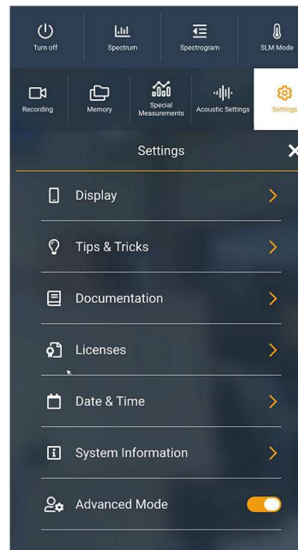 Turn off
Spectrum
Spectrogram
SLM Mode
Recording
Memory
Special
Measurements
Acoustic Settings
Settings
Settings
Display
Tips & Tricks
Documentation
Licenses
Date & Time
System Information
Advanced Mode